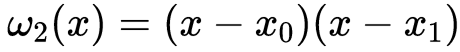 ω₂(x) = (x − x₀)(x − x₁)